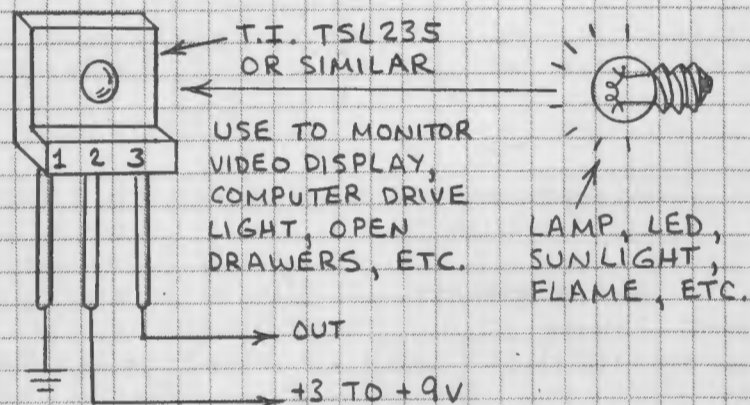 T.I. TSL235
OR SIMILAR
USE TO MONITOR
VIDEO DISPLAY,
COMPUTER DRIVE
LIGHT, OPEN
DRAWERS, ETC.
LAMP, LED,
SUNLIGHT,
FLAME, ETC.
1 2 3
OUT
+3 TO +9V